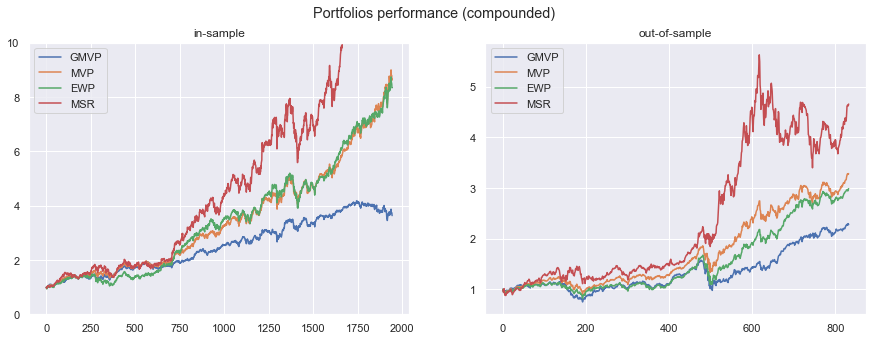 Portfolios performance (compounded)
in-sample
GMVP
MVP
EWP
MSR
10
8
6
4
2
0
0 250 500 750 1000 1250 1500 1750 2000
out-of-sample
GMVP
MVP
EWP
MSR
5
4
3
2
1
0 200 400 600 800